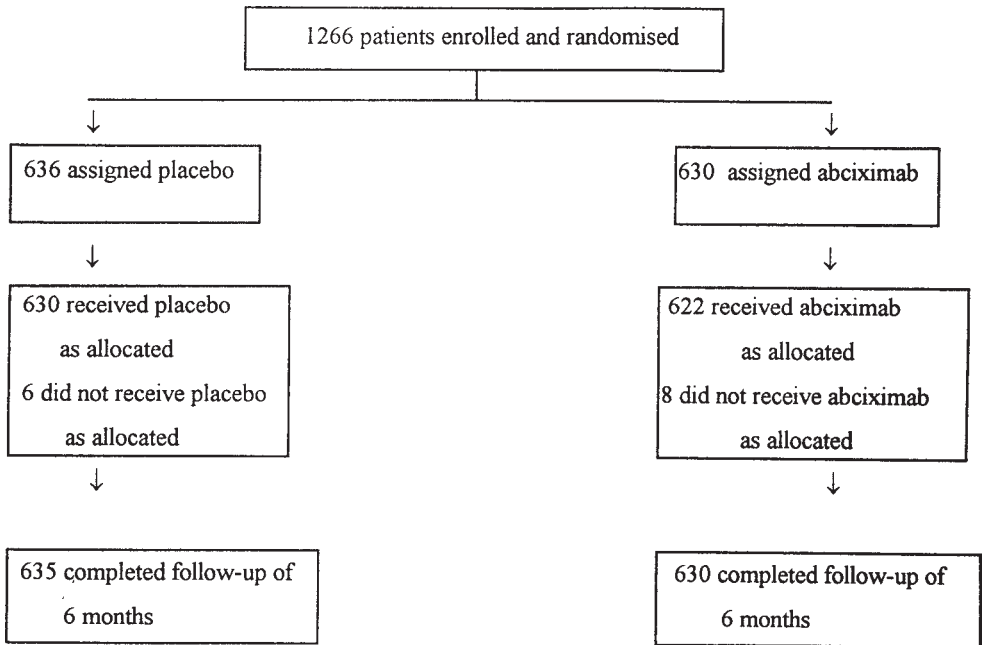 1266 patients enrolled and randomised
636 assigned placebo
630 assigned abciximab
630 received placebo
as allocated
6 did not receive placebo
as allocated
622 received abciximab
as allocated
8 did not receive abciximab
as allocated
635 completed follow-up of
6 months
630 completed follow-up of
6 months